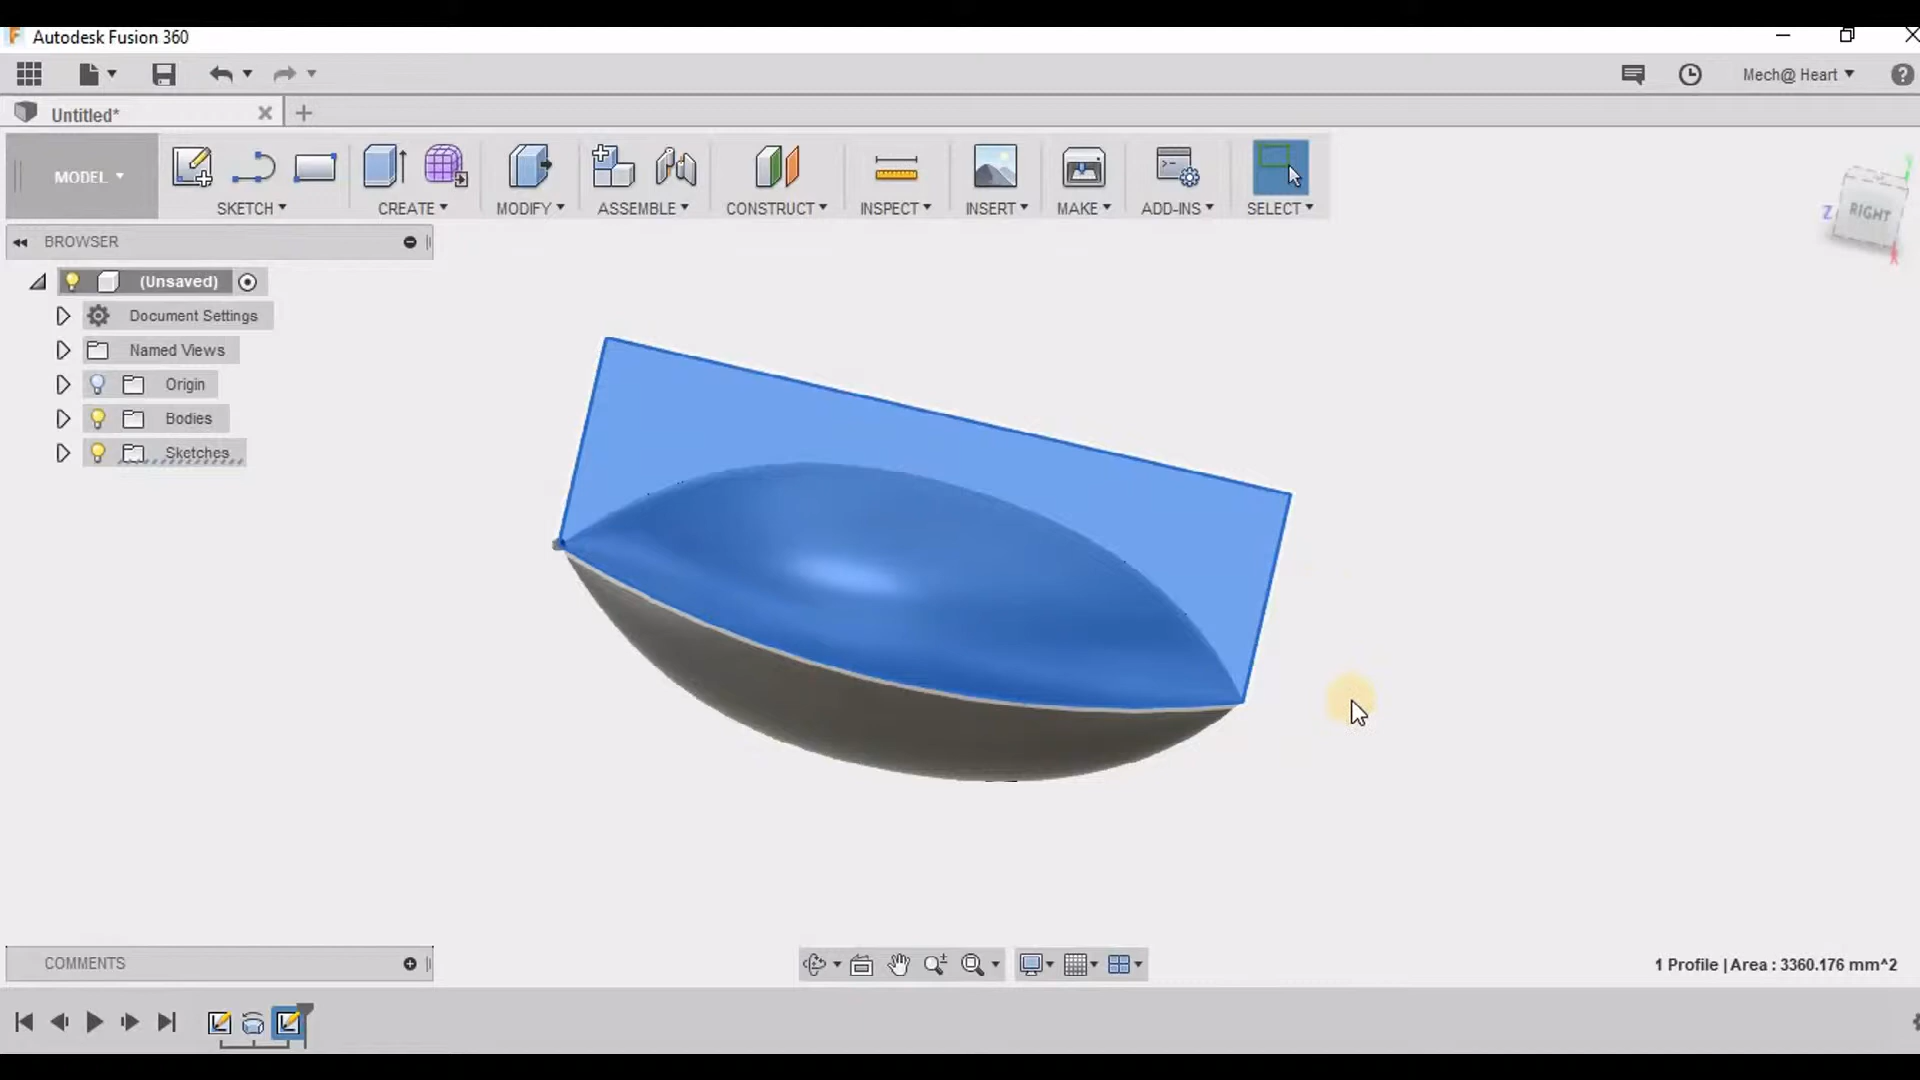 Autodesk Fusion 360
Mech@ Heart
Untitled*
MODEL
SKETCH
CREATE
MODIFY
ASSEMBLE
CONSTRUCT
INSPECT
INSERT
MAKE
ADD-INS
SELECT
Z
RIGHT
X
BROWSER
(Unsaved)
Document Settings
Named Views
Origin
Bodies
Sketches
COMMENTS
1 Profile | Area : 3360.176 mm^2